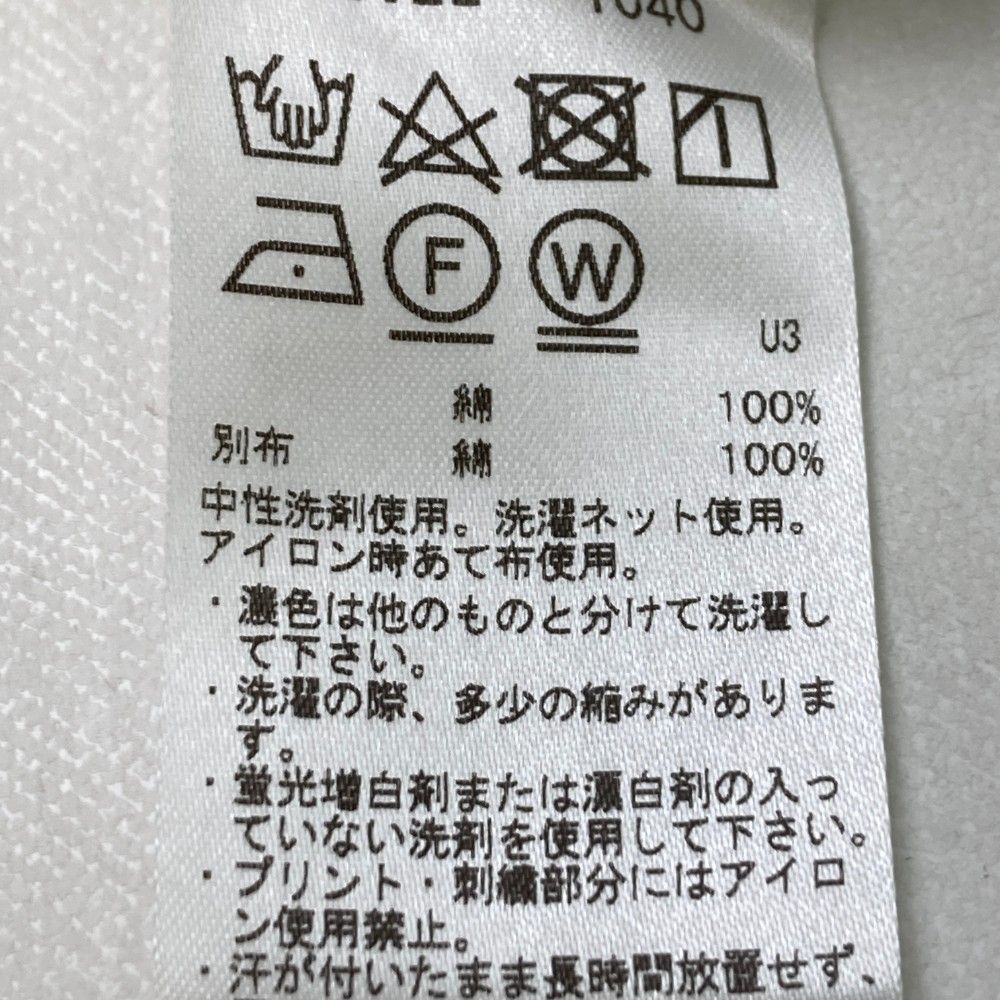 F W
U3
綿 100%
別布 綿 100%
中性洗剤使用。洗濯ネット使用。
アイロン時あて布使用。
・濃色は他のものと分けて洗濯し
て下さい。
・洗濯の際、多少の縮みがありま
す。
・蛍光増白剤または漂白剤の入っ
ていない洗剤を使用して下さい。
・プリント・刺繍部分にはアイロ
ン使用禁止。
・汗が付いたまま長時間放置せず、